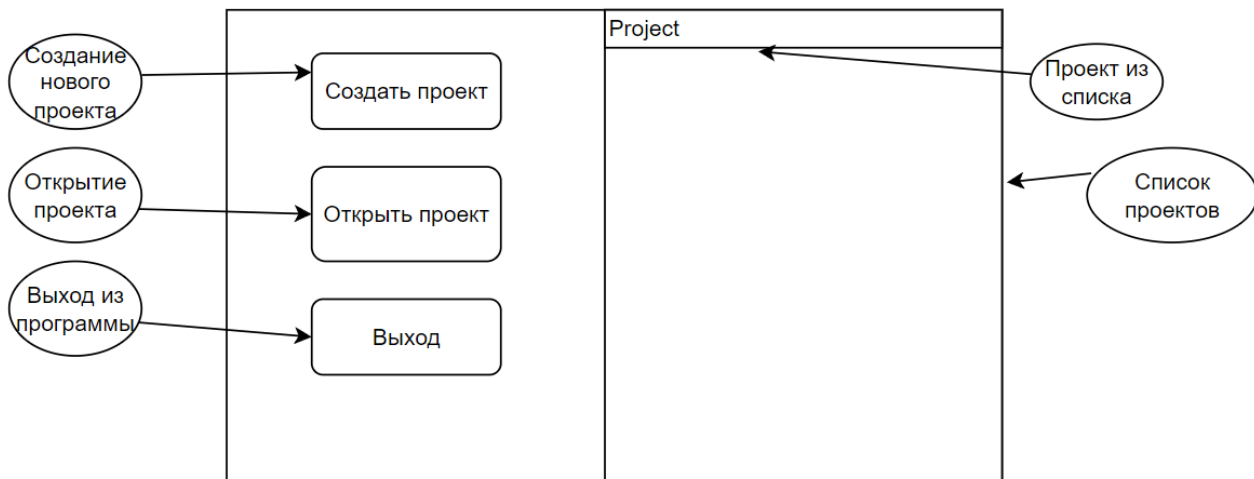 Создание
нового
проекта
Создать проект
Project
Проект из
списка
Открытие
проекта
Открыть проект
Список
проектов
Выход из
программы
Выход